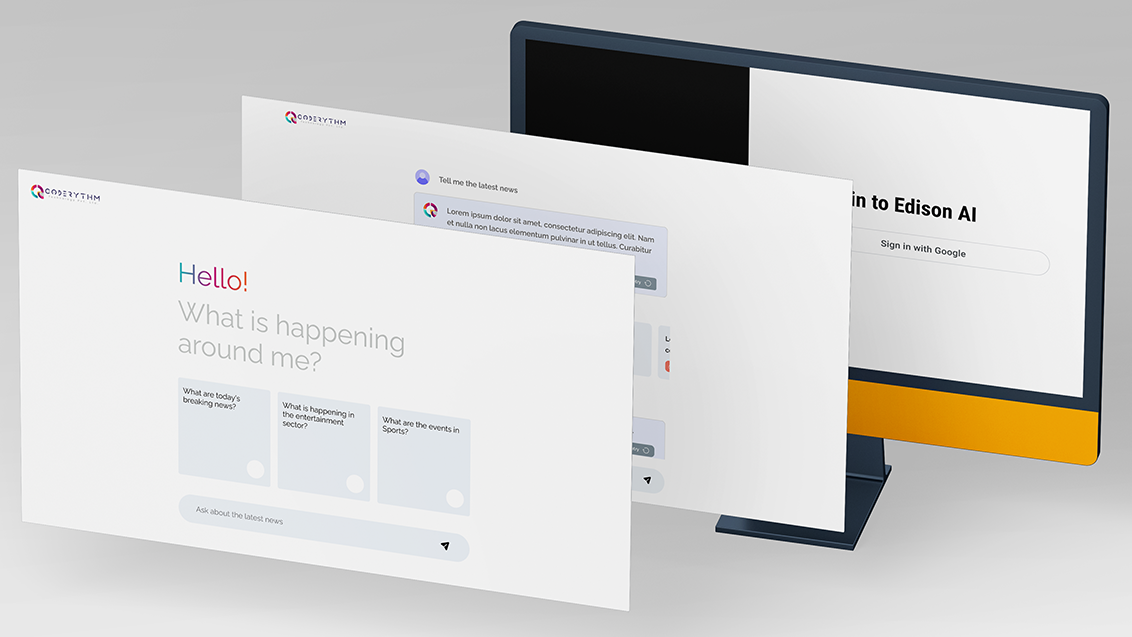 CODERYTHM
Hello!
What is happening
around me?
What are today's
breaking news?
What is happening in
the entertainment
sector?
What are the events in
Sports?
Ask about the latest news
CODERYTHM
Tell me the latest news
Lorem ipsum dolor sit amet, consectetur adipiscing elit. Nam
et nulla non lacus elementum pulvinar in ut tellus. Curabitur
in to Edison AI
Sign in with Google